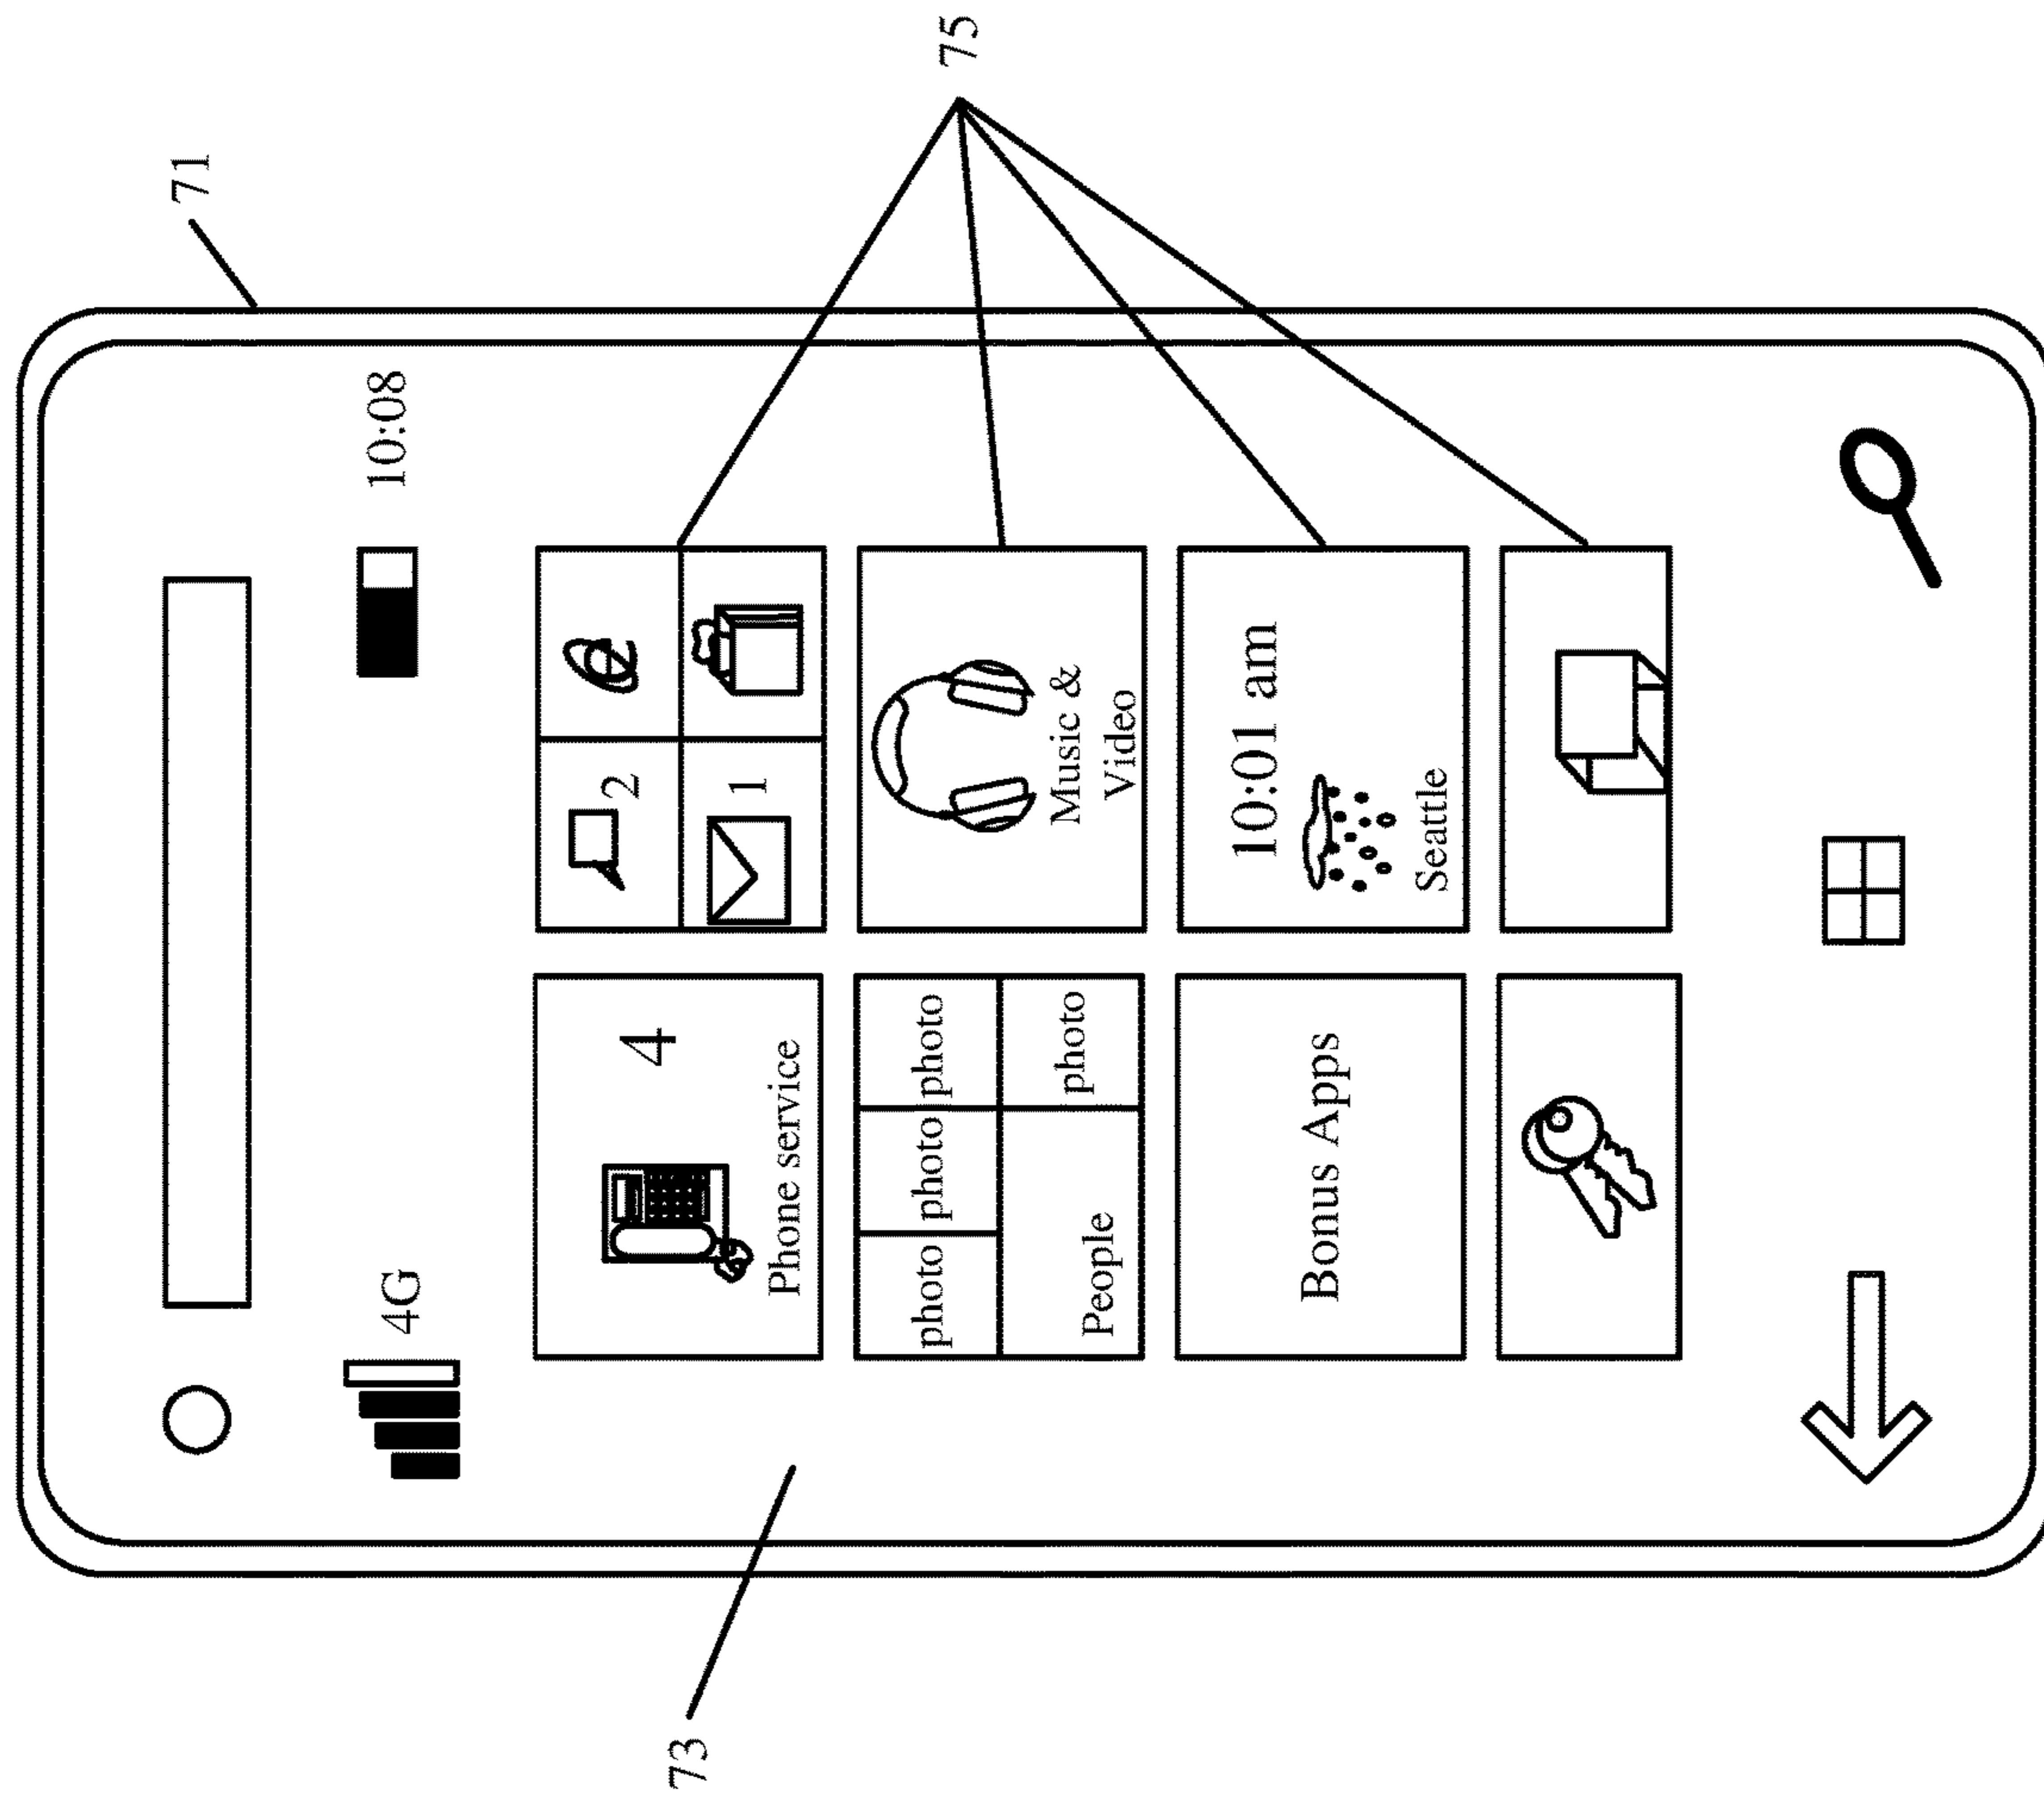 71
4G
10:08
4
Phone service
2
1
75
photo
photo
photo
People
photo
Music &
Video
Bonus Apps
10:01 am
Seattle
73